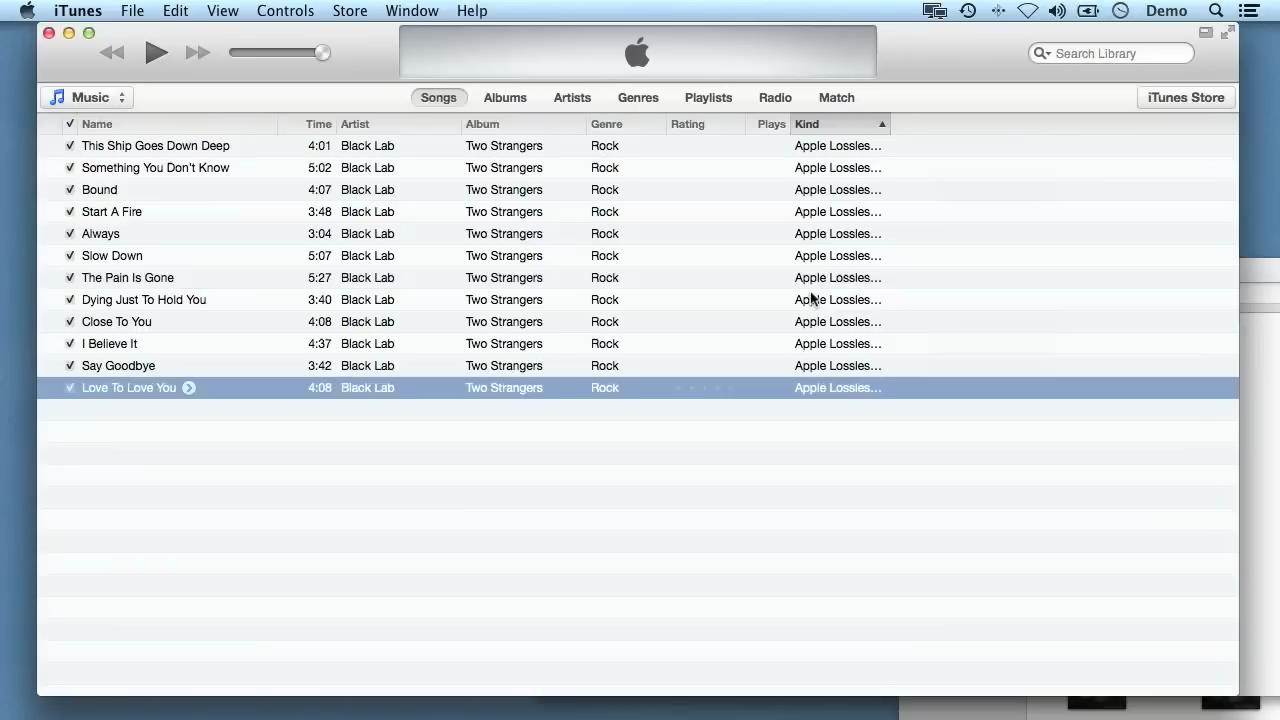 iTunes File Edit View Controls Store Window Help Demo
Search Library
Music Songs Albums Artists Genres Playlists Radio Match iTunes Store
✓ Name Time Artist Album Genre Rating Plays Kind ▲
✓ This Ship Goes Down Deep 4:01 Black Lab Two Strangers Rock Apple Lossles...
✓ Something You Don't Know 5:02 Black Lab Two Strangers Rock Apple Lossles...
✓ Bound 4:07 Black Lab Two Strangers Rock Apple Lossles...
✓ Start A Fire 3:48 Black Lab Two Strangers Rock Apple Lossles...
✓ Always 3:04 Black Lab Two Strangers Rock Apple Lossles...
✓ Slow Down 5:07 Black Lab Two Strangers Rock Apple Lossles...
✓ The Pain Is Gone 5:27 Black Lab Two Strangers Rock Apple Lossles...
✓ Dying Just To Hold You 3:40 Black Lab Two Strangers Rock Apple Lossles...
✓ Close To You 4:08 Black Lab Two Strangers Rock Apple Lossles...
✓ I Believe It 4:37 Black Lab Two Strangers Rock Apple Lossles...
✓ Say Goodbye 3:42 Black Lab Two Strangers Rock Apple Lossles...
✓ Love To Love You 4:08 Black Lab Two Strangers Rock Apple Lossles...